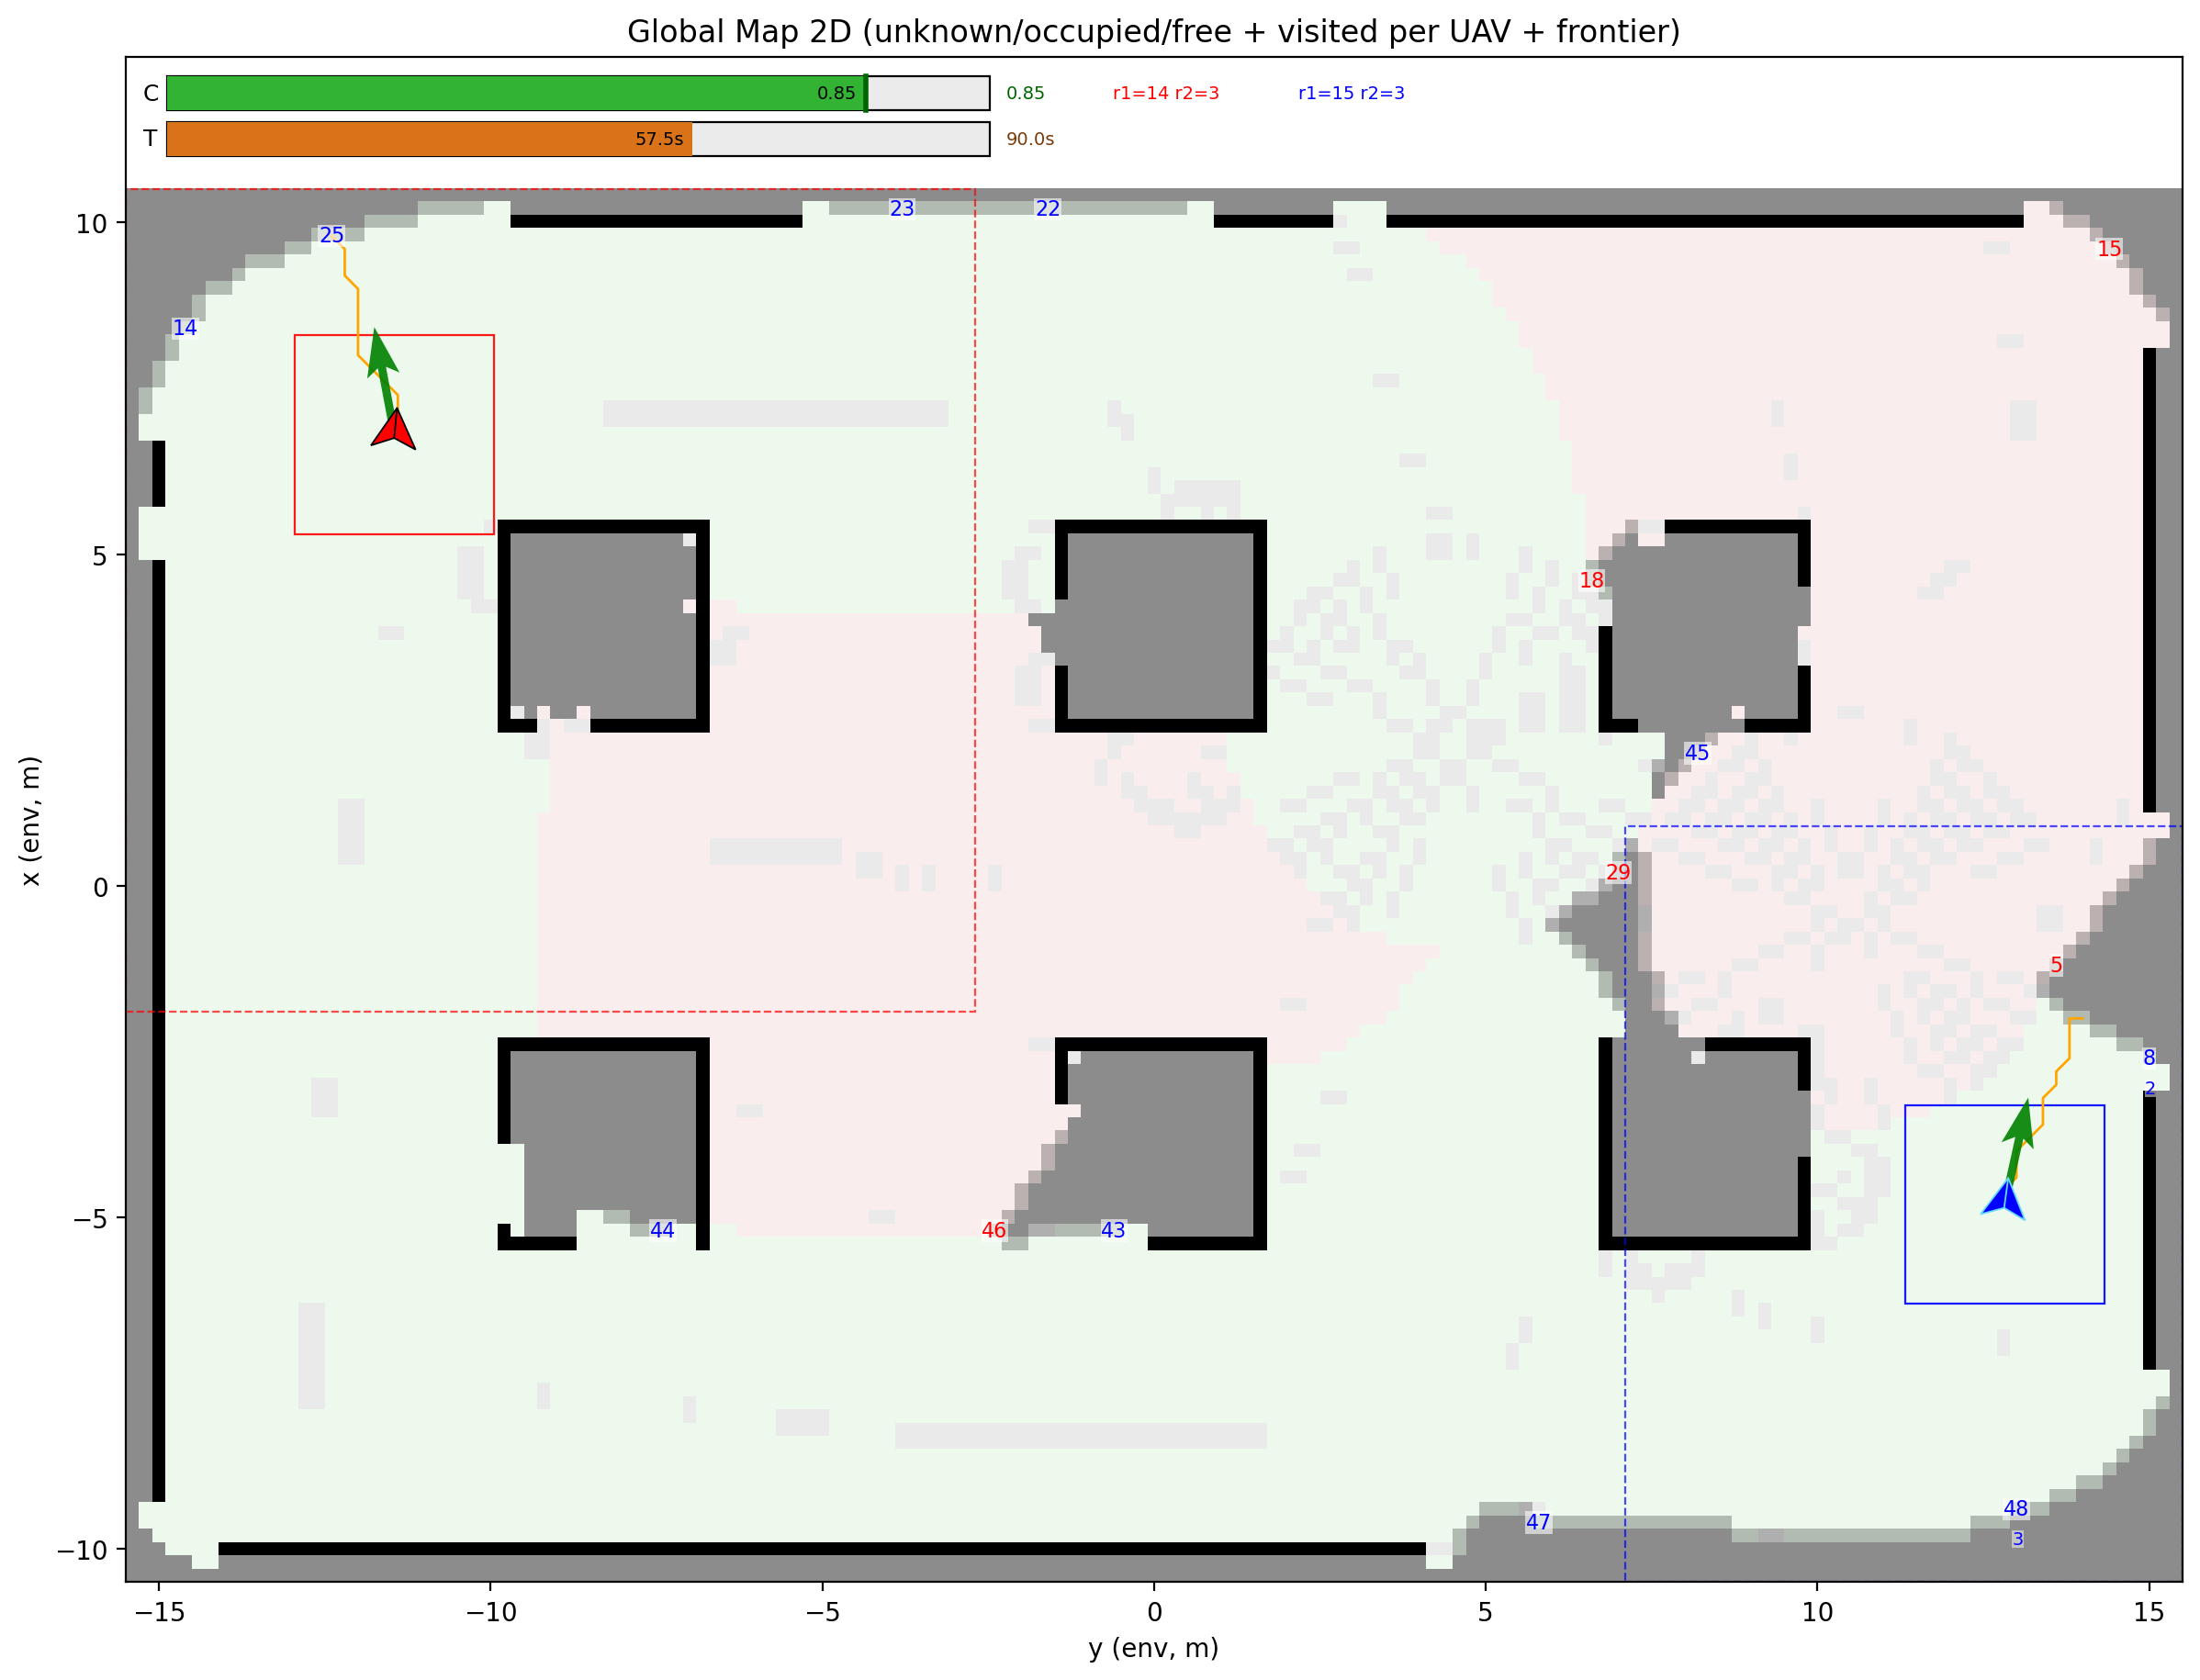 Global Map 2D (unknown/occupied/free + visited per UAV + frontier)
C 0.85 0.85 r1=14 r2=3 r1=15 r2=3
T 57.5s 90.0s
10
5
0
−5
−10
x (env, m)
23 22
25
15
14
18
45
29
5
8
2
44 46 43
48
47
3
−15 −10 −5 0 5 10 15
y (env, m)